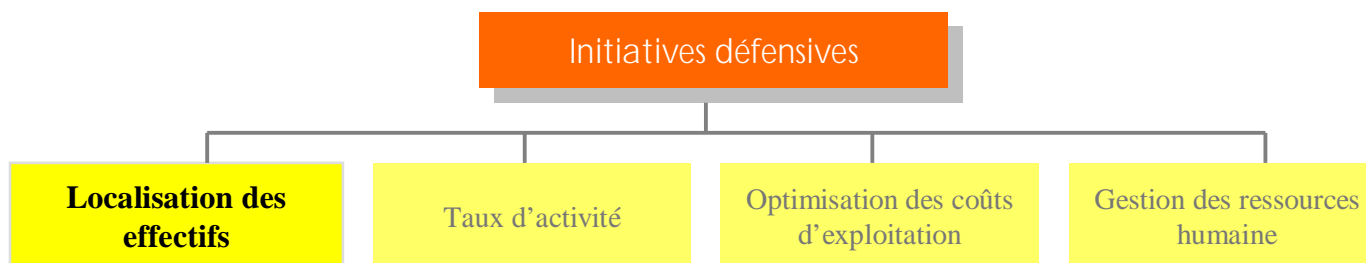 Initiatives défensives
Localisation des
effectifs
Taux d’activité
Optimisation des coûts
d’exploitation
Gestion des ressources
humaine